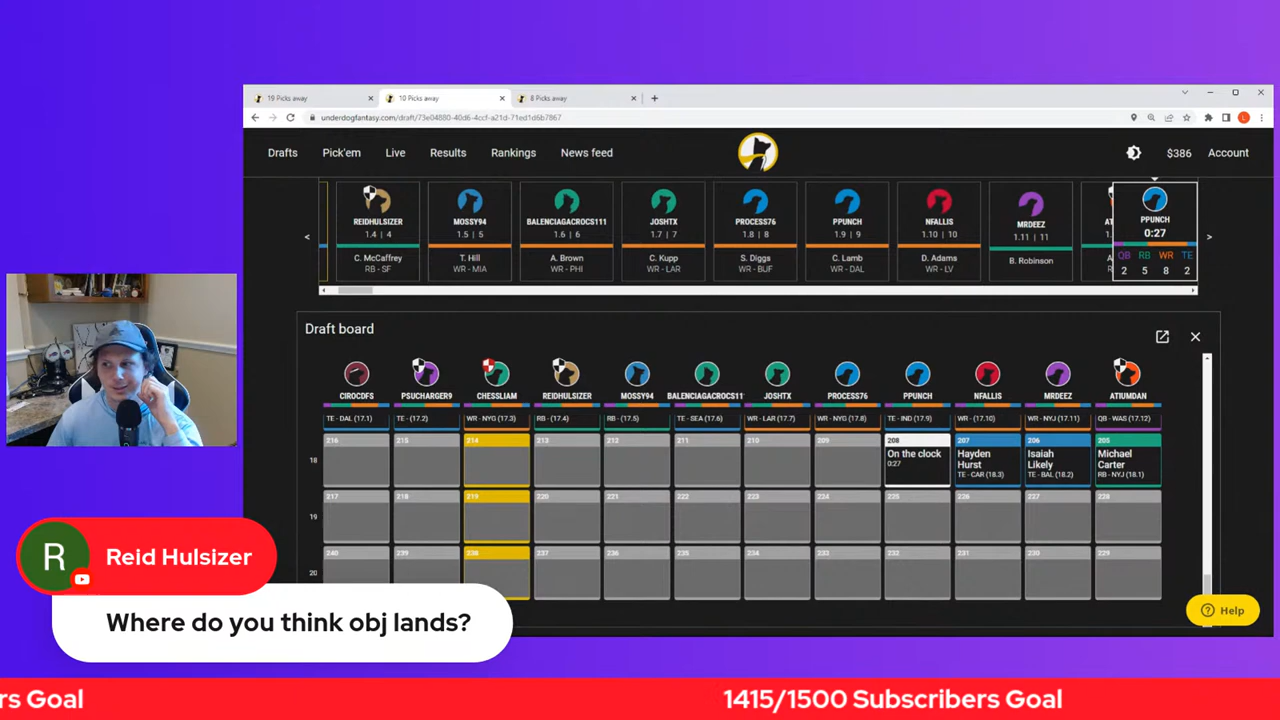 19 Picks away
10 Picks away
8 Picks away
underdogfantasy.com/draft/73e04880-40d6-4ccf-a21d-71ed1d6b7867
Drafts Pick'em Live Results Rankings News feed $386 Account
REIDHULSIZER
1.4 | 4
C. McCaffrey
RB - SF
MOSSY94
1.5 | 5
T. Hill
WR - MIA
BALENCIAGACROCS111
1.6 | 6
A. Brown
WR - PHI
JOSHTX
1.7 | 7
C. Kupp
WR - LAR
PROCESS76
1.8 | 8
S. Diggs
WR - BUF
PPUNCH
1.9 | 9
C. Lamb
WR - DAL
NFALLIS
1.10 | 10
D. Adams
WR - LV
MRDEEZ
1.11 | 11
B. Robinson
PPUNCH
0:27
QB RB WR TE
2 5 8 2
Draft board
CIROCDFS PSUCHARGER9 CHESSLIAM REIDHULSIZER MOSSY94 BALENCIAGACROCS11 JOSHTX PROCESS76 PPUNCH NFALLIS MRDEEZ ATIUMDAN
TE - DAL (17.1) TE - (17.2) WR - NYG (17.3) RB - (17.4) RB - (17.5) TE - SEA (17.6) WR - LAR (17.7) WR - NYG (17.8) TE - IND (17.9) WR - (17.10) WR - NYJ (17.11) QB - WAS (17.12)
18
216 215 214 213 212 211 210 209 208 207 206 205
On the clock
0:27
Hayden
Hurst
TE - CAR (18.3)
Isaiah
Likely
TE - BAL (18.2)
Michael
Carter
RB - NYJ (18.1)
19
217 218 219 220 221 222 223 224 225 226 227 228
20
240 239 238 237 236 235 234 233 232 231 230 229
Help
R
Reid Hulsizer
Where do you think obj lands?
rs Goal
1415/1500 Subscribers Goal